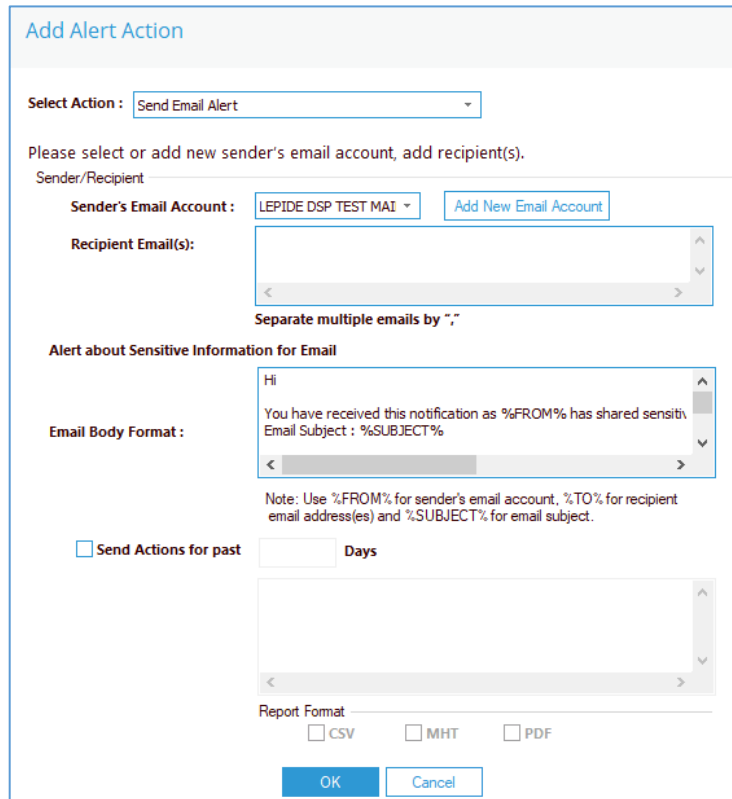 Add Alert Action
Select Action : Send Email Alert
Please select or add new sender's email account, add recipient(s).
Sender/Recipient
Sender's Email Account : LEPIDE DSP TEST MAI Add New Email Account
Recipient Email(s):
Separate multiple emails by ","
Alert about Sensitive Information for Email
Hi
You have received this notification as %FROM% has shared
Email Body Format :
Email Subject : %SUBJECT%
Note: Use %FROM% for sender's email account, %TO% for recipient
email address(es) and %SUBJECT% for email subject.
Send Actions for past Days
Report Format
CSV MHT PDF
OK Cancel